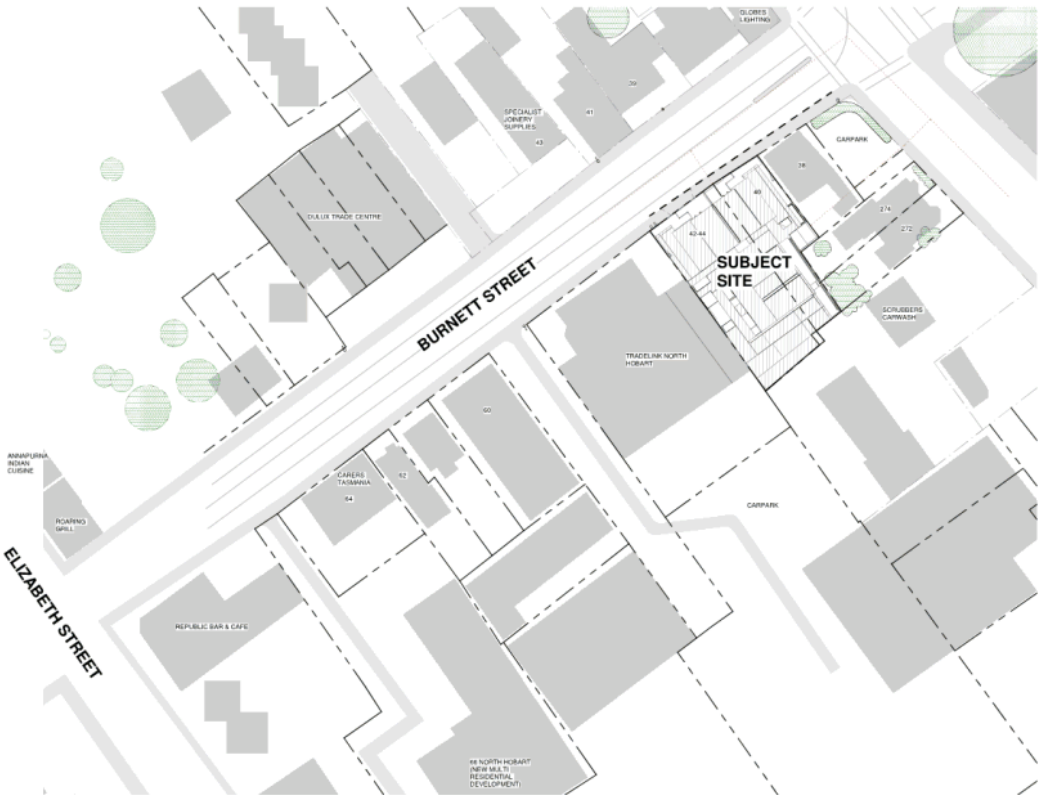 GLOBES
LIGHTING
39
41
SPECIALIST
JOINERY
SUPPLIES
43
CARPARK
38
40
42-44
274
272
DULUX TRADE CENTRE
SUBJECT
SITE
BURNETT STREET
SCRUBBERS
CARWASH
TRADELINK NORTH
HOBART
60
ANNAPURNA
INDIAN
CUISINE
CARERS
TASMANIA
64
62
CARPARK
ROARING
GRILL
ELIZABETH STREET
REPUBLIC BAR & CAFE
66 NORTH HOBART
(NEW MULTI
RESIDENTIAL
DEVELOPMENT)